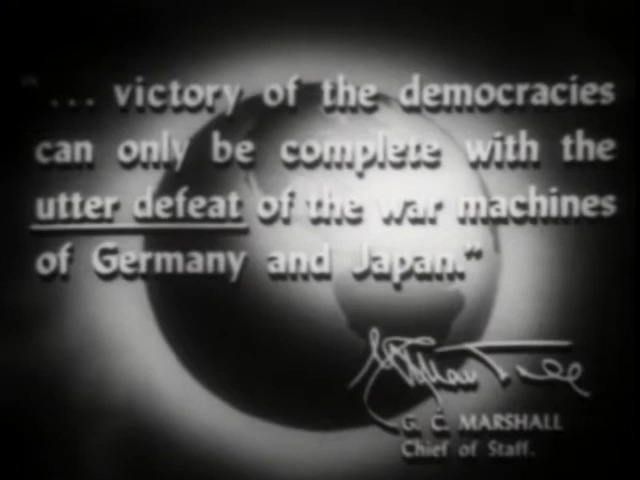 "... victory of the democracies
can only be complete with the
utter defeat of the war machines
of Germany and Japan."
G. C. Marshall
G. C. MARSHALL
Chief of Staff.